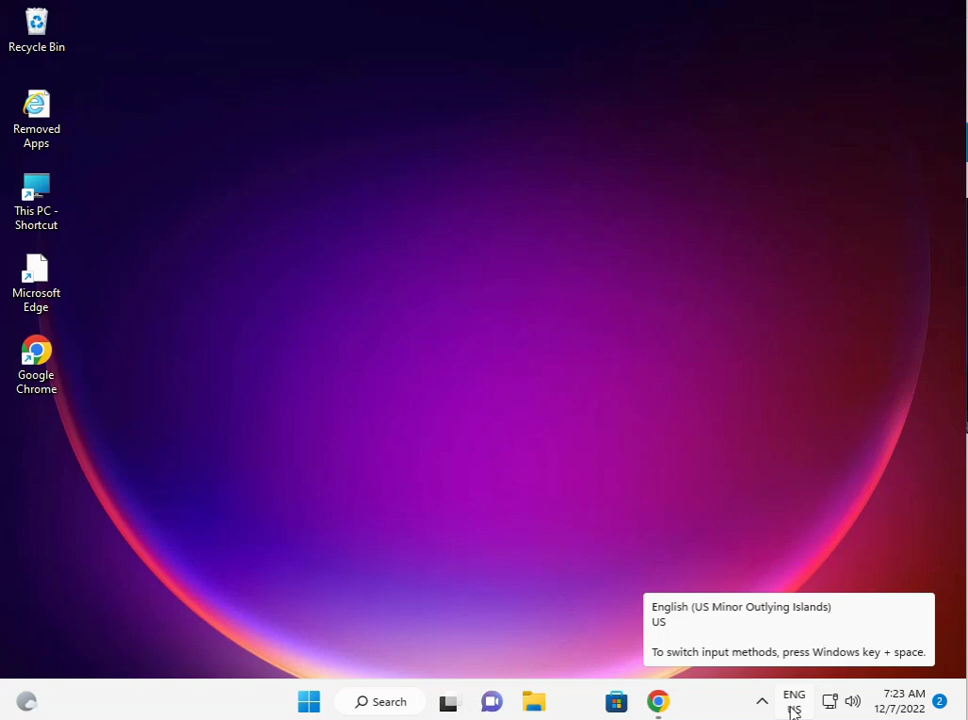 Recycle Bin
Removed
Apps
This PC -
Shortcut
Microsoft
Edge
Google
Chrome
English (US Minor Outlying Islands)
US
To switch input methods, press Windows key + space.
Search
ENG
US
7:23 AM
12/7/2022
2